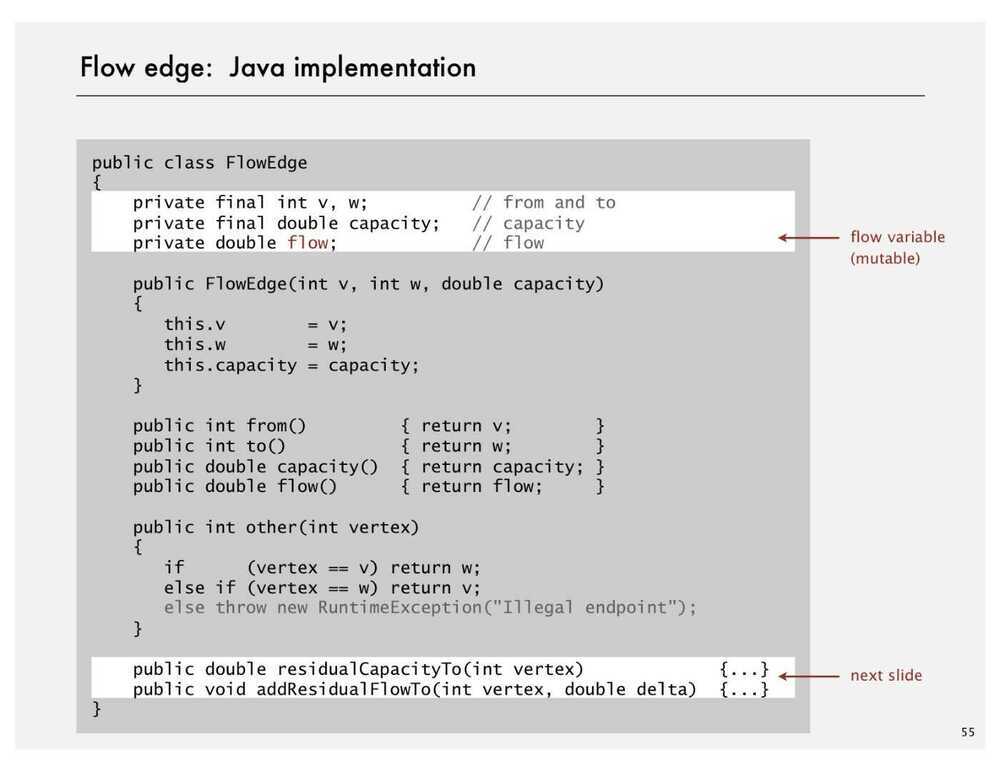 Flow edge: Java implementation
public class FlowEdge
{
private final int v, w; // from and to
private final double capacity; // capacity
private double flow; // flow
flow variable
(mutable)
public FlowEdge(int v, int w, double capacity)
{
this.v = v;
this.w = w;
this.capacity = capacity;
}
public int from() { return v; }
public int to() { return w; }
public double capacity() { return capacity; }
public double flow() { return flow; }
public int other(int vertex)
{
if (vertex == v) return w;
else if (vertex == w) return v;
else throw new RuntimeException("Illegal endpoint");
}
public double residualCapacityTo(int vertex) {...}
public void addResidualFlowTo(int vertex, double delta) {...}
next slide
}
55